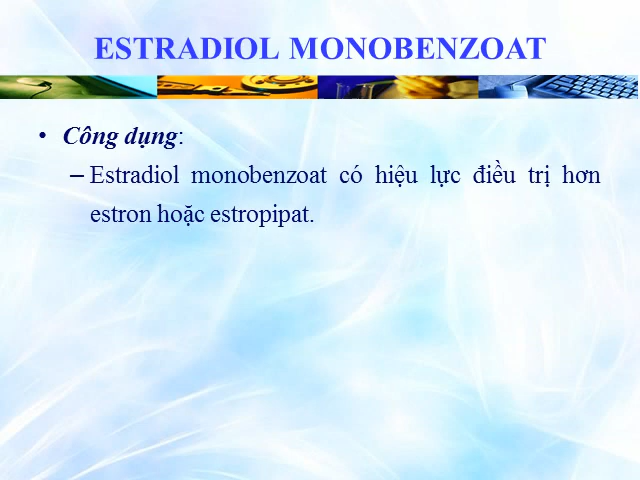 ESTRADIOL MONOBENZOAT
• Công dụng:
– Estradiol monobenzoat có hiệu lực điều trị hơn
estron hoặc estropipat.